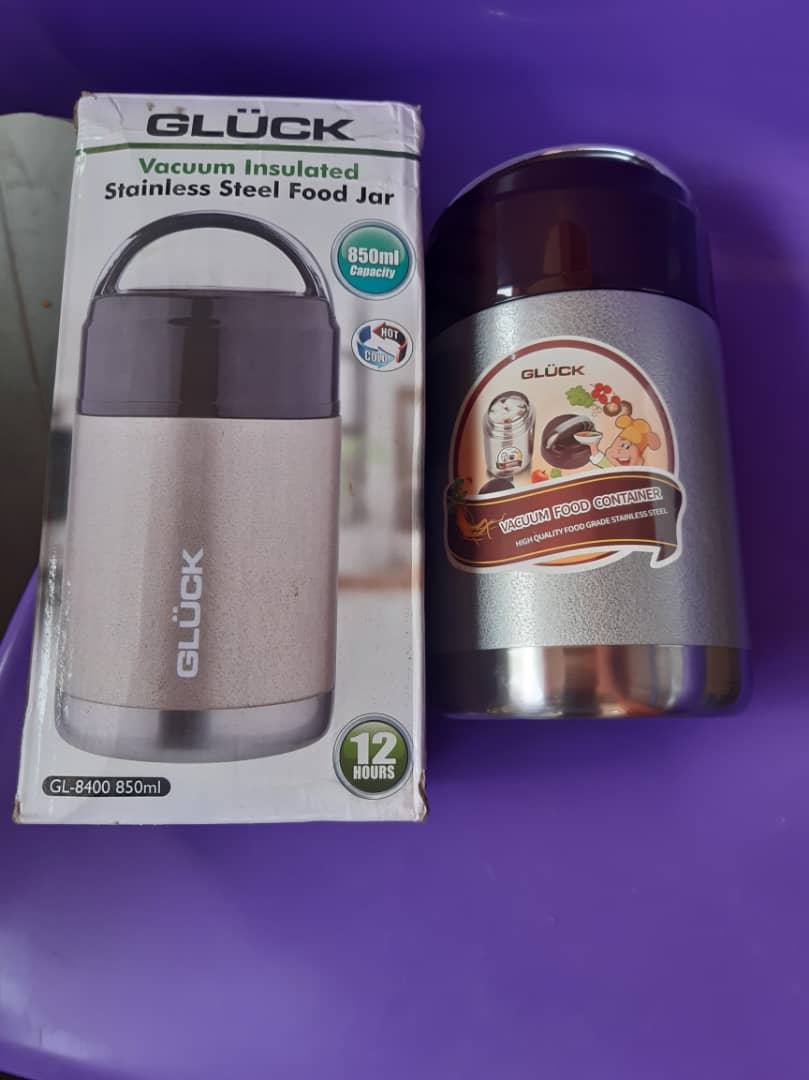 GLÜCK
Vacuum Insulated
Stainless Steel Food Jar
850ml
Capacity
HOT
COLD
GLÜCK
12
HOURS
GL-8400 850ml
GLÜCK
VACUUM FOOD CONTAINER
HIGH QUALITY FOOD GRADE STAINLESS STEEL